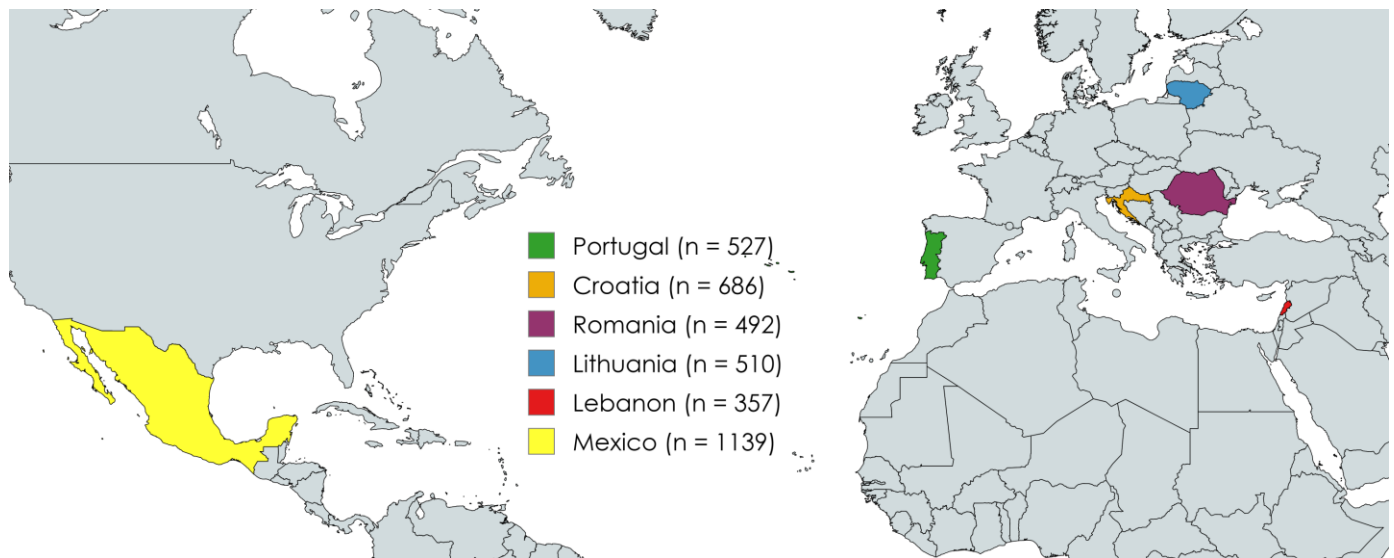 Portugal (n = 527)
Croatia (n = 686)
Romania (n = 492)
Lithuania (n = 510)
Lebanon (n = 357)
Mexico (n = 1139)